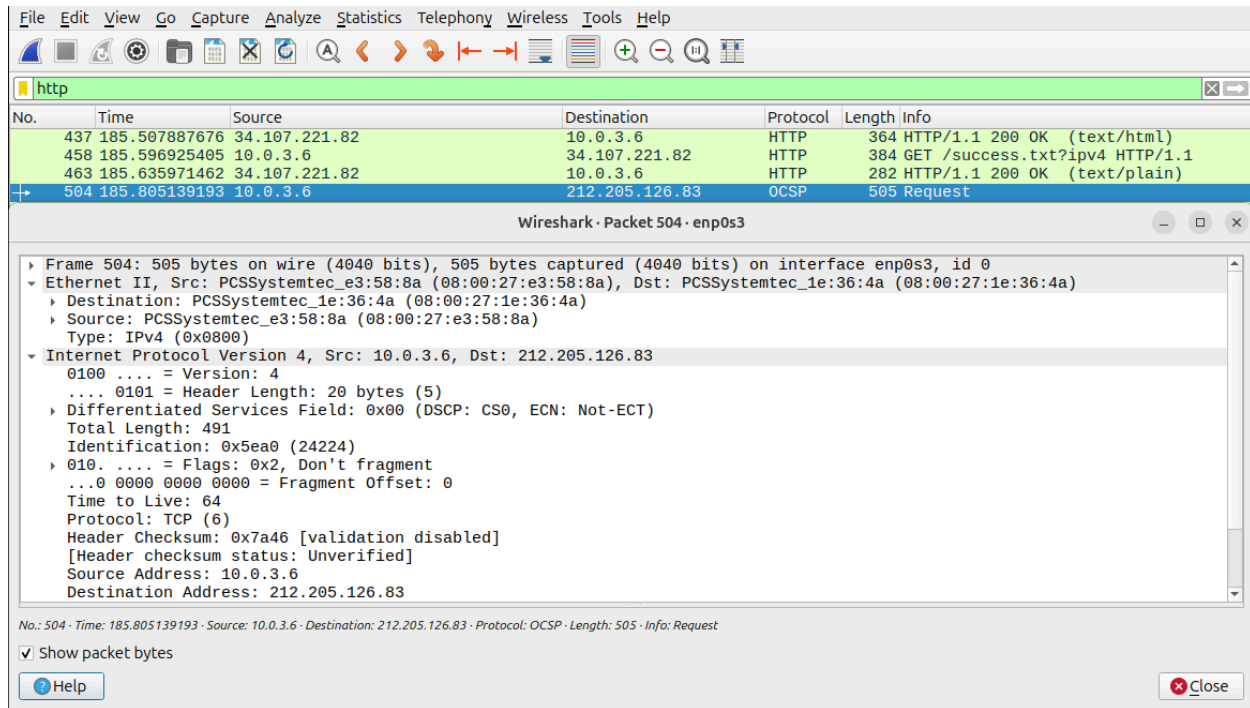 File Edit View Go Capture Analyze Statistics Telephony Wireless Tools Help
http
No. Time Source Destination Protocol Length Info
437 185.507887676 34.107.221.82 10.0.3.6 HTTP 364 HTTP/1.1 200 OK (text/html)
458 185.596925405 10.0.3.6 34.107.221.82 HTTP 384 GET /success.txt?ipv4 HTTP/1.1
463 185.635971462 34.107.221.82 10.0.3.6 HTTP 282 HTTP/1.1 200 OK (text/plain)
504 185.805139193 10.0.3.6 212.205.126.83 OCSP 505 Request
Wireshark · Packet 504 · enp0s3
Frame 504: 505 bytes on wire (4040 bits), 505 bytes captured (4040 bits) on interface enp0s3, id 0
Ethernet II, Src: PCSSystemtec_e3:58:8a (08:00:27:e3:58:8a), Dst: PCSSystemtec_1e:36:4a (08:00:27:1e:36:4a)
Destination: PCSSystemtec_1e:36:4a (08:00:27:1e:36:4a)
Source: PCSSystemtec_e3:58:8a (08:00:27:e3:58:8a)
Type: IPv4 (0x0800)
Internet Protocol Version 4, Src: 10.0.3.6, Dst: 212.205.126.83
0100 .... = Version: 4
.... 0101 = Header Length: 20 bytes (5)
Differentiated Services Field: 0x00 (DSCP: CS0, ECN: Not-ECT)
Total Length: 491
Identification: 0x5ea0 (24224)
010. .... = Flags: 0x2, Don't fragment
...0 0000 0000 0000 = Fragment Offset: 0
Time to Live: 64
Protocol: TCP (6)
Header Checksum: 0x7a46 [validation disabled]
[Header checksum status: Unverified]
Source Address: 10.0.3.6
Destination Address: 212.205.126.83
No.: 504 · Time: 185.805139193 · Source: 10.0.3.6 · Destination: 212.205.126.83 · Protocol: OCSP · Length: 505 · Info: Request
Show packet bytes
Help
Close